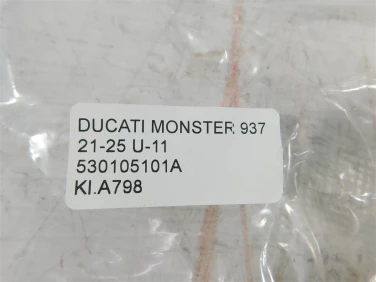 DUCATI MONSTER 937
21-25 U-11
530105101A
KI.A798